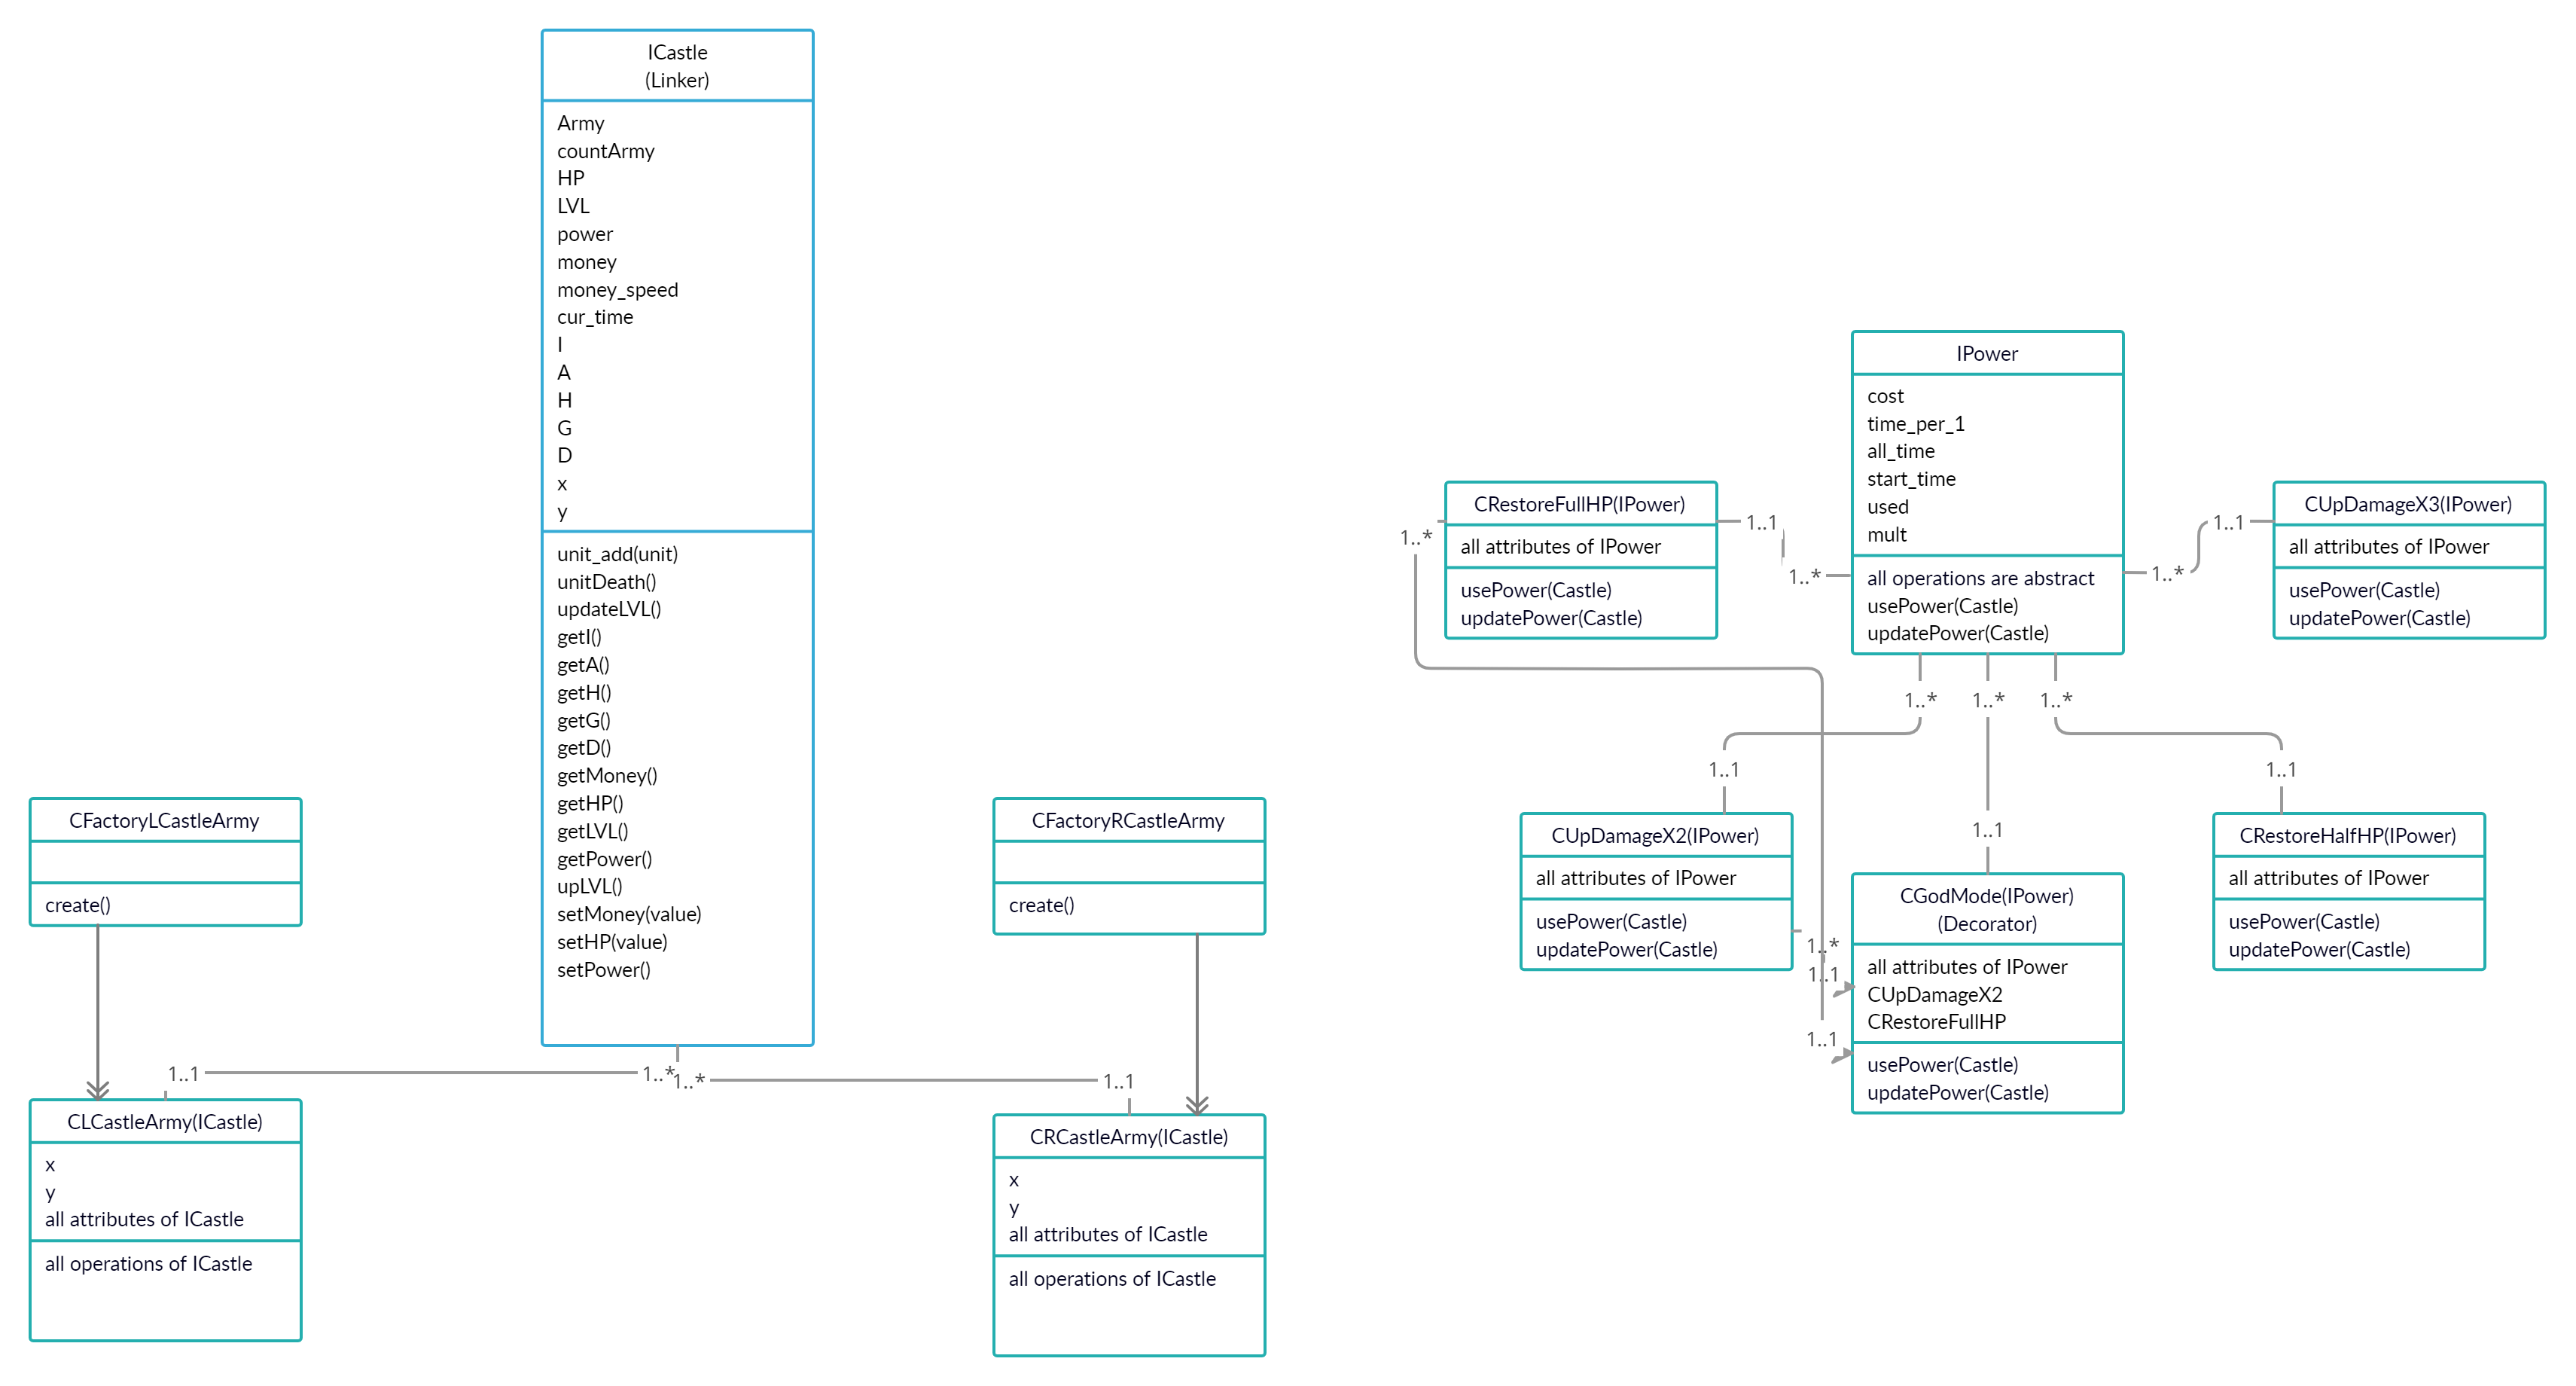 ICastle
(Linker)
Army
countArmy
HP
LVL
power
money
money_speed
cur_time
I
A
H
G
D
x
y
unit_add(unit)
unitDeath()
updateLVL()
getI()
getA()
getH()
getG()
getD()
getMoney()
getHP()
getLVL()
getPower()
upLVL()
setMoney(value)
setHP(value)
setPower()
CFactoryLCastleArmy
create()
CFactoryRCastleArmy
create()
1..1
1..*
1..*
1..1
CLCastleArmy(ICastle)
x
y
all attributes of ICastle
all operations of ICastle
CRCastleArmy(ICastle)
x
y
all attributes of ICastle
all operations of ICastle
IPower
cost
time_per_1
all_time
start_time
used
mult
all operations are abstract
usePower(Castle)
updatePower(Castle)
CRestoreFullHP(IPower)
all attributes of IPower
usePower(Castle)
updatePower(Castle)
1..*
1..1
1..*
CUpDamageX3(IPower)
all attributes of IPower
usePower(Castle)
updatePower(Castle)
1..1
1..*
1..*
1..*
1..*
1..1
1..1
1..1
CUpDamageX2(IPower)
all attributes of IPower
usePower(Castle)
updatePower(Castle)
1..*
1..1
1..1
CGodMode(IPower)
(Decorator)
all attributes of IPower
CUpDamageX2
CRestoreFullHP
usePower(Castle)
updatePower(Castle)
CRestoreHalfHP(IPower)
all attributes of IPower
usePower(Castle)
updatePower(Castle)